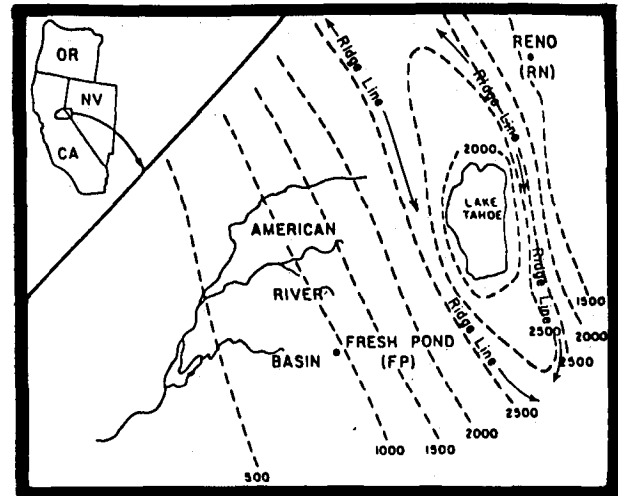 OR
NV
CA
Ridge Line
Ridge Line
RENO
(RN)
2000
LAKE
TAHOE
AMERICAN
RIVER
BASIN
FRESH POND
(FP)
Ridge Line
Ridge Line
1500
2000
2500
2500
2500
2000
1500
1000
500